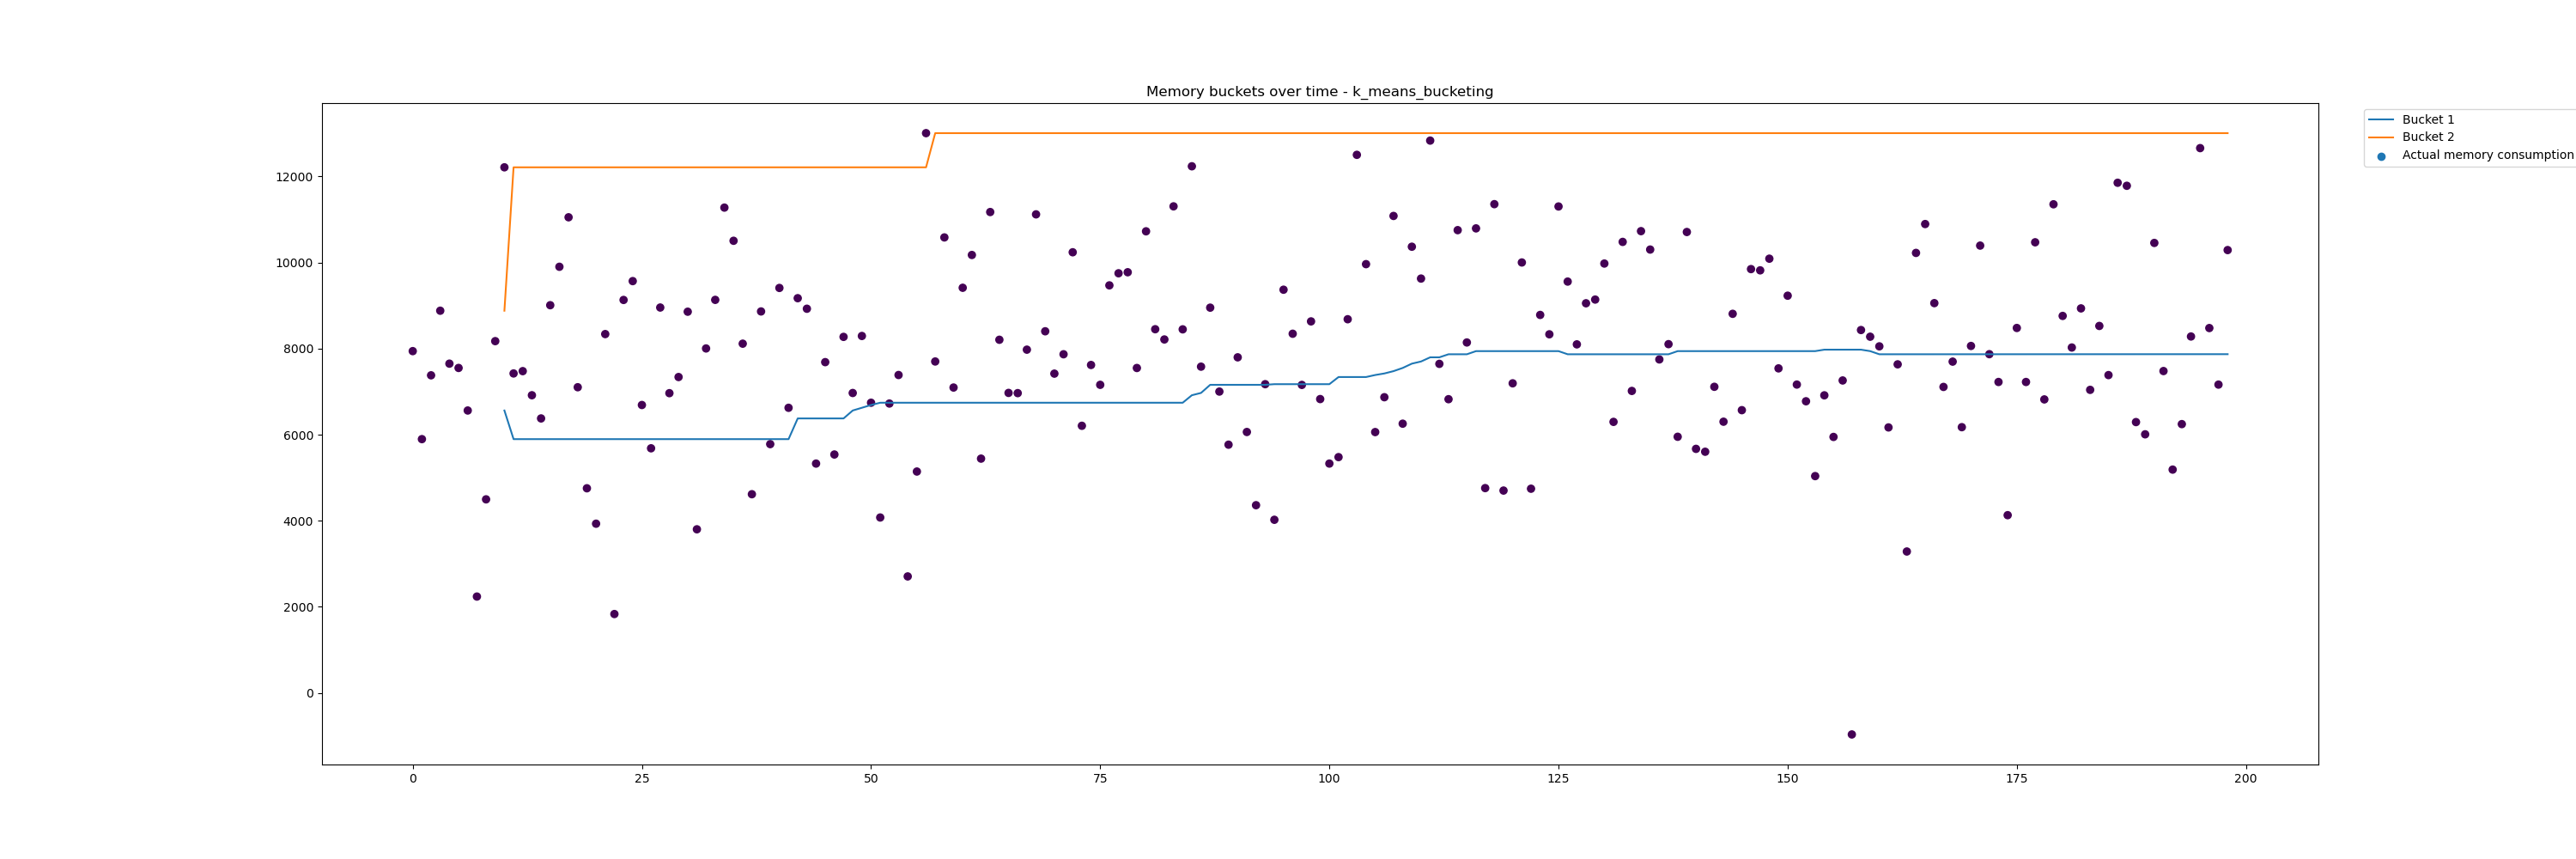 Memory buckets over time - k_means_bucketing
Bucket 1
Bucket 2
Actual memory consumption
12000
10000
8000
6000
4000
2000
0
0 25 50 75 100 125 150 175 200